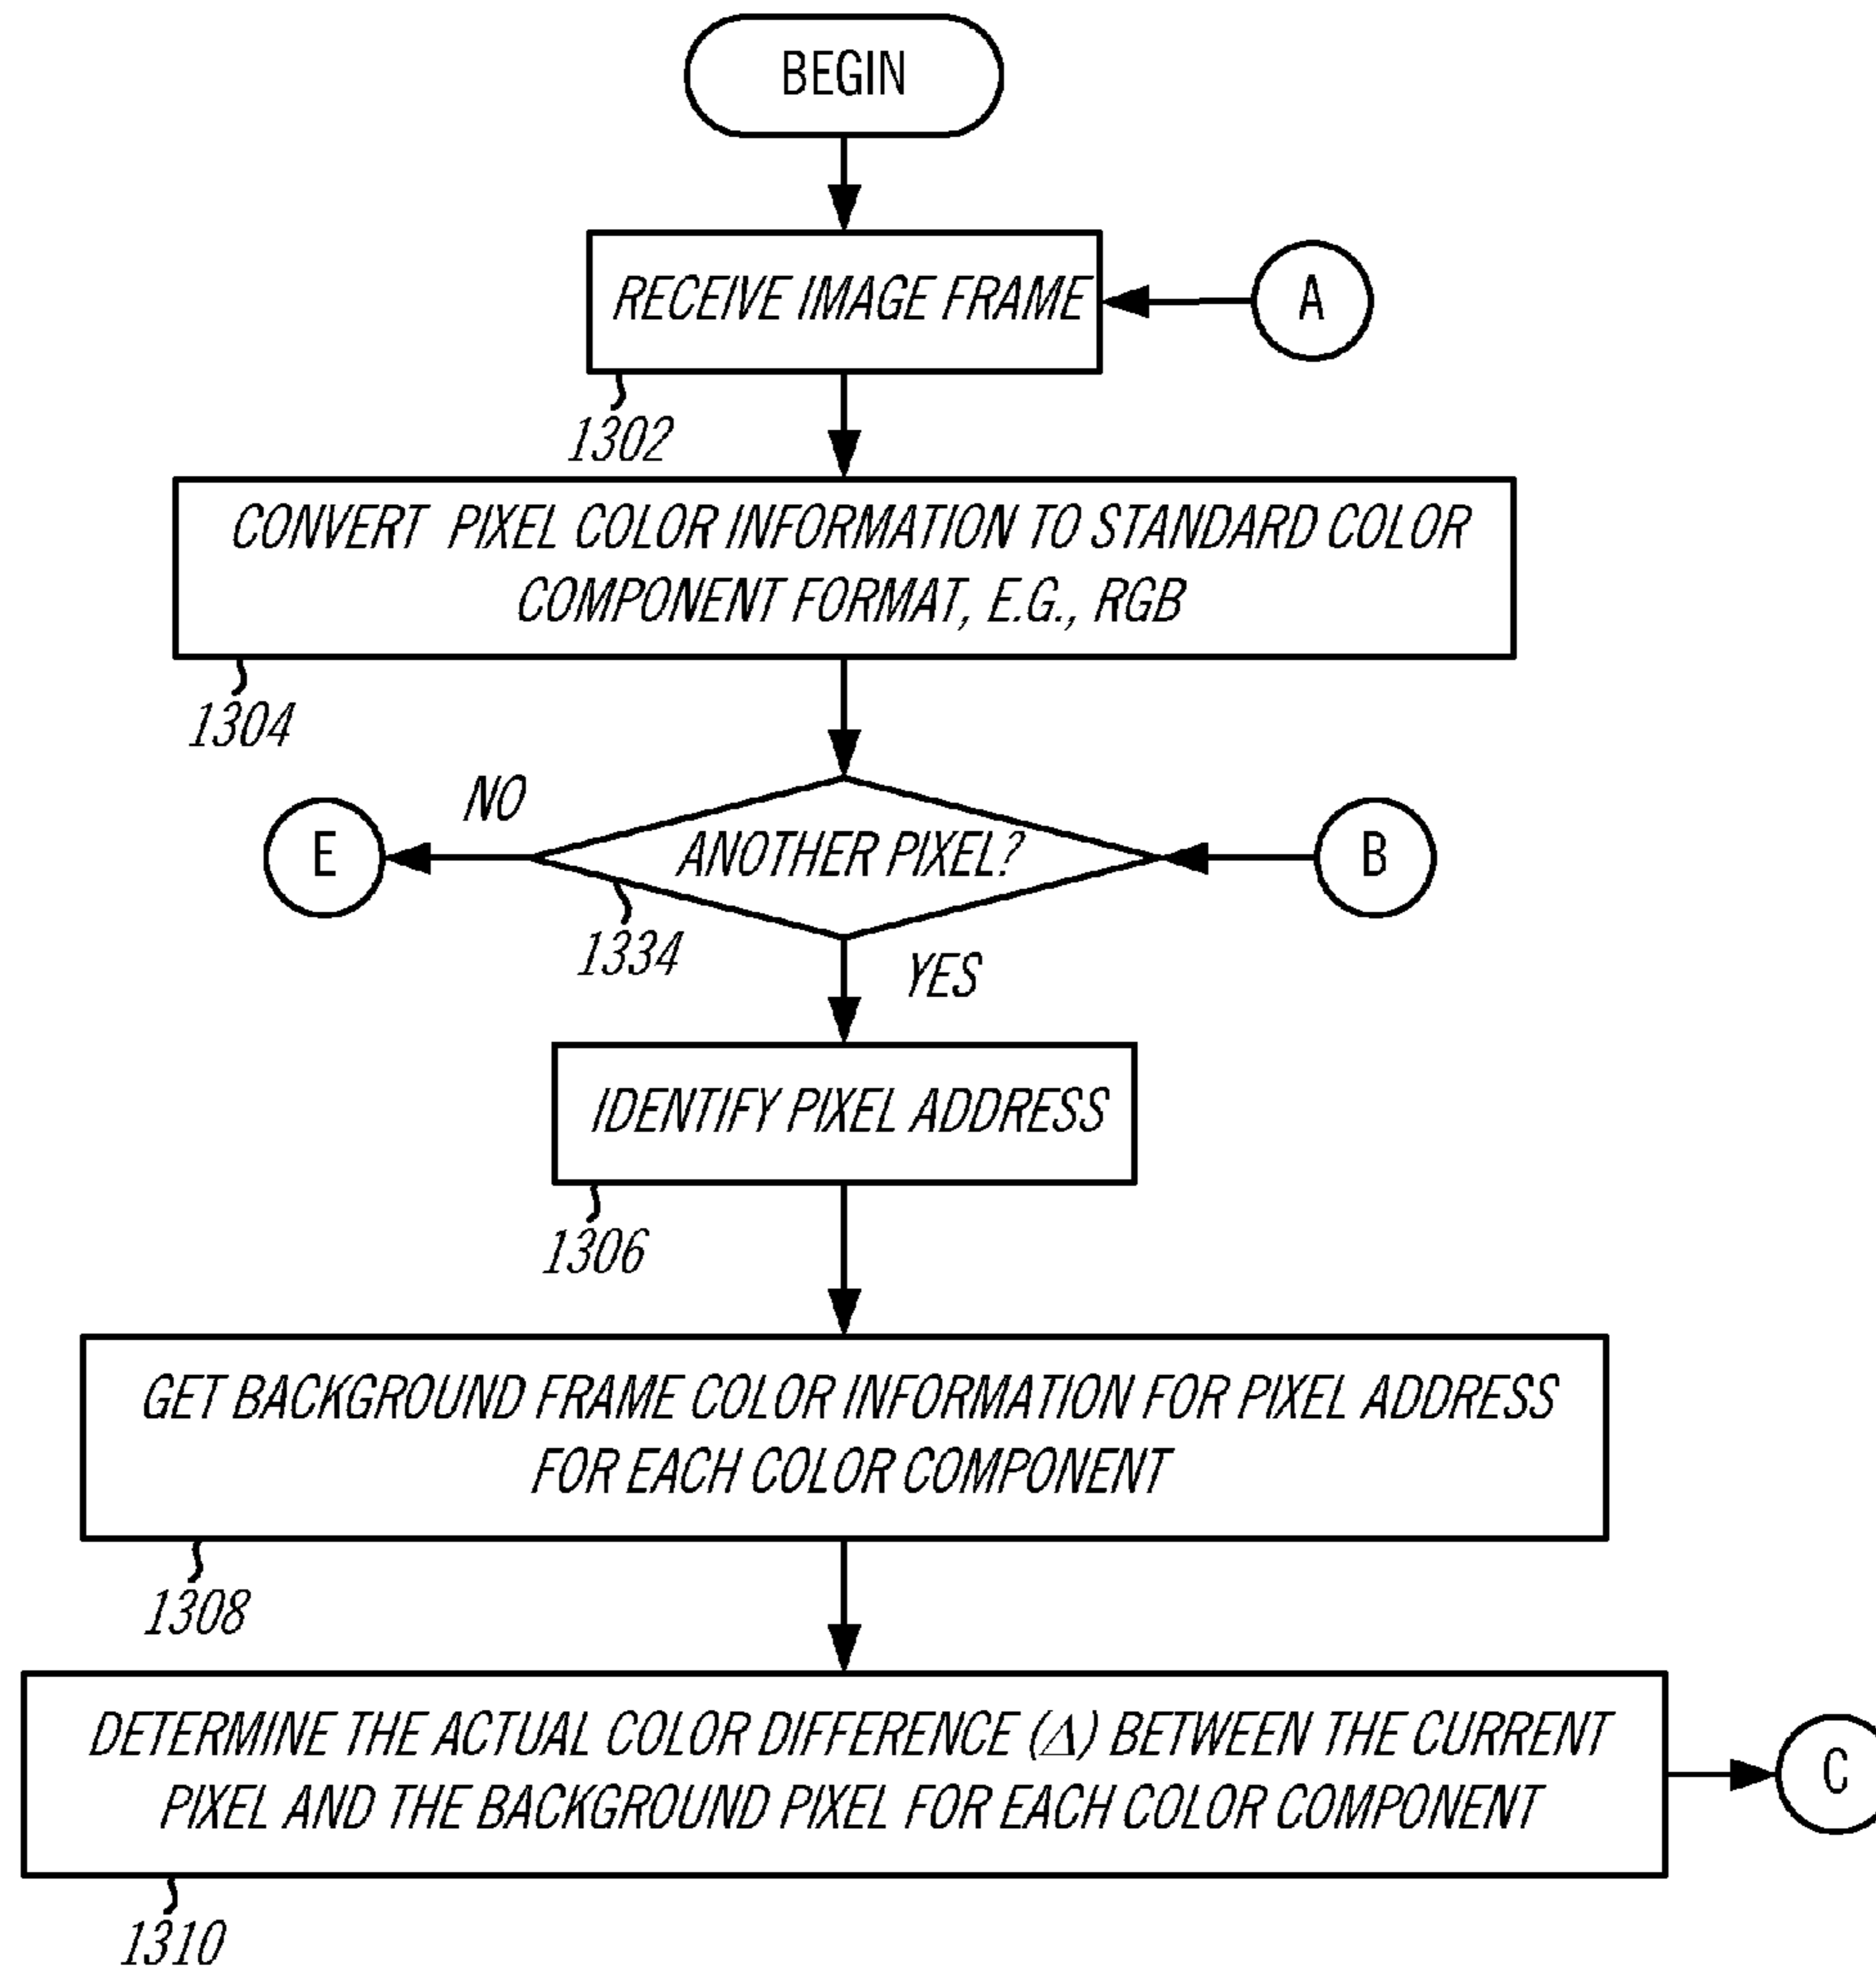 BEGIN
RECEIVE IMAGE FRAME
A
1302
CONVERT PIXEL COLOR INFORMATION TO STANDARD COLOR
COMPONENT FORMAT, E.G., RGB
1304
NO
E
ANOTHER PIXEL?
B
1334
YES
IDENTIFY PIXEL ADDRESS
1306
GET BACKGROUND FRAME COLOR INFORMATION FOR PIXEL ADDRESS
FOR EACH COLOR COMPONENT
1308
DETERMINE THE ACTUAL COLOR DIFFERENCE (Δ) BETWEEN THE CURRENT
PIXEL AND THE BACKGROUND PIXEL FOR EACH COLOR COMPONENT
C
1310